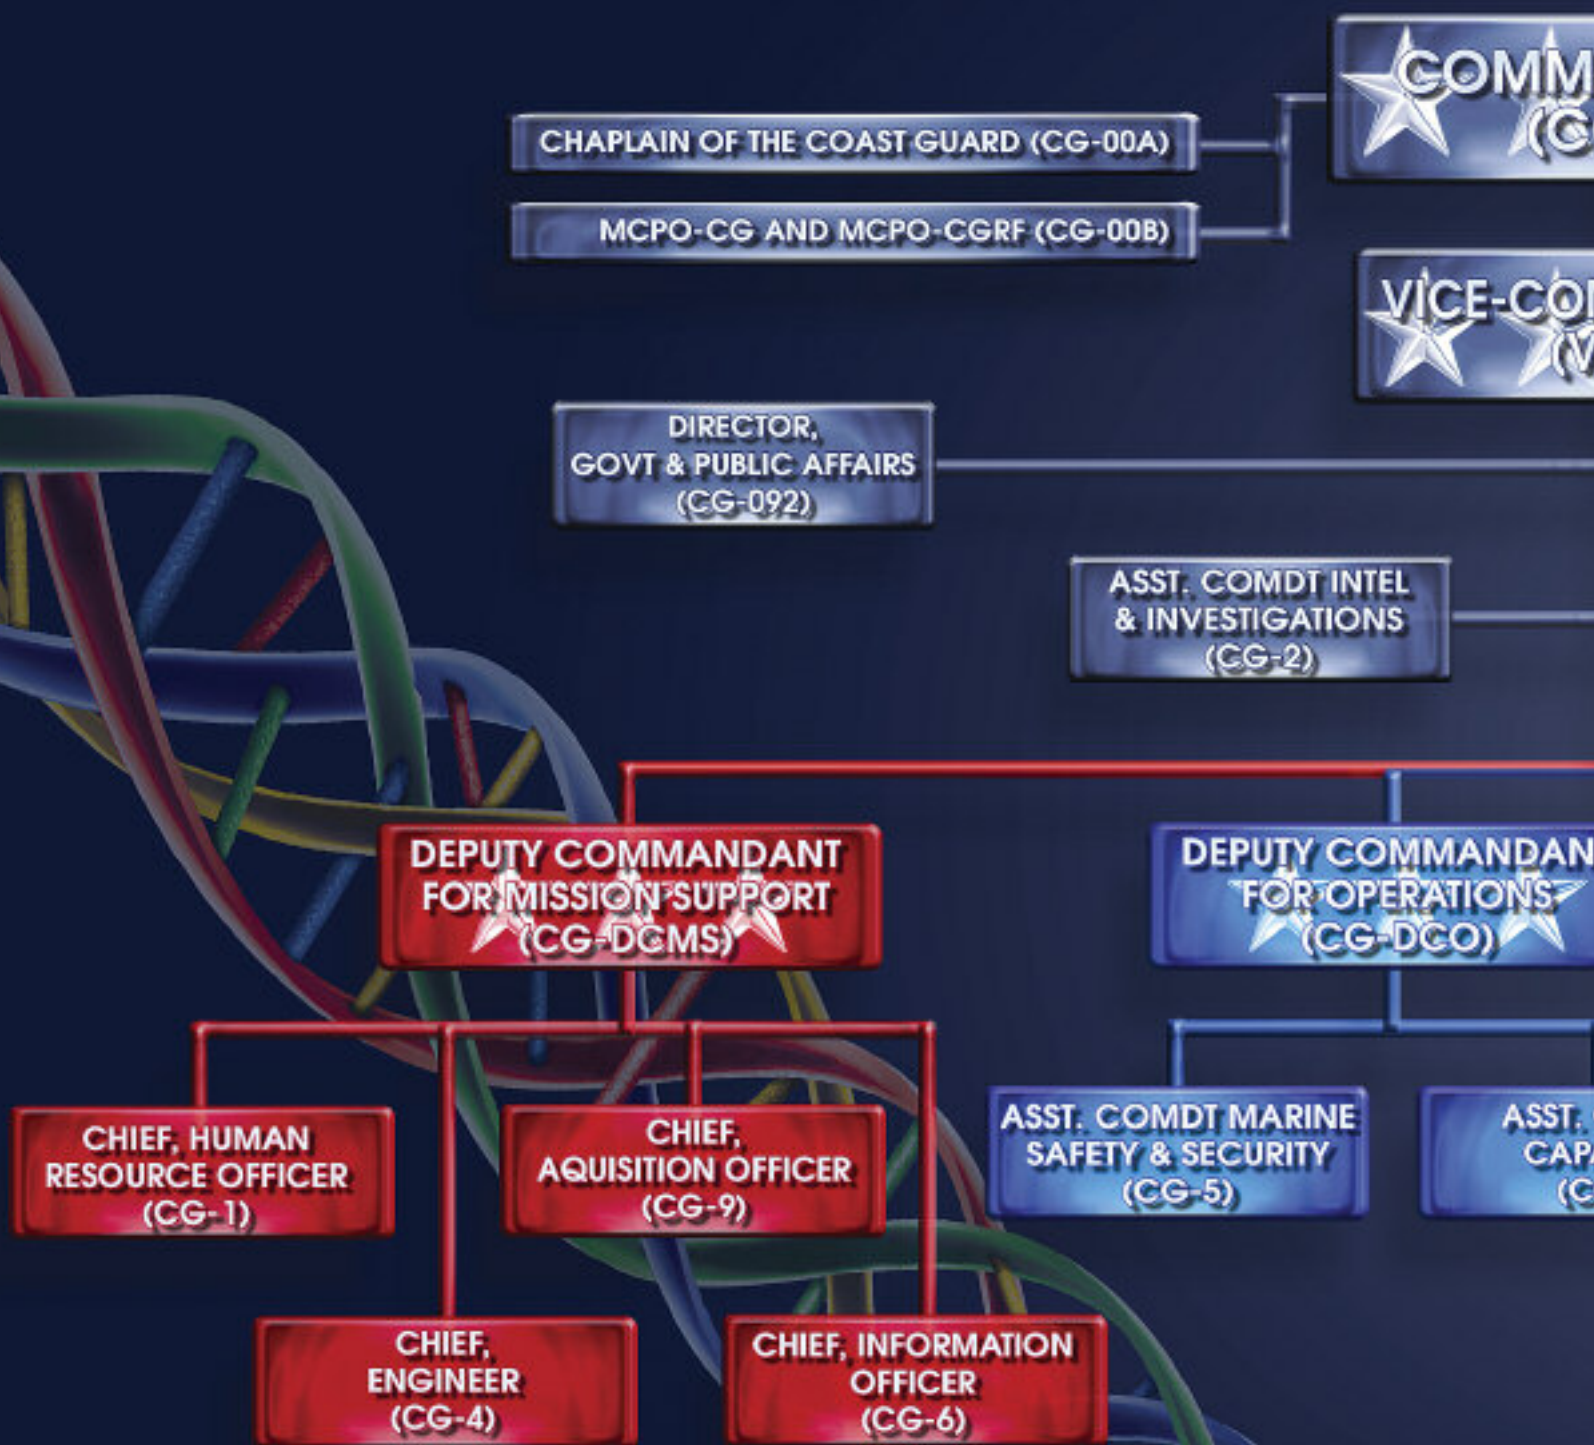 COMM
(C
CHAPLAIN OF THE COAST GUARD (CG-00A)
MCPO-CG AND MCPO-CGRF (CG-00B)
VICE-CO
(V
DIRECTOR,
GOVT & PUBLIC AFFAIRS
(CG-092)
ASST. COMDT INTEL
& INVESTIGATIONS
(CG-2)
DEPUTY COMMANDANT
FOR MISSION SUPPORT
(CG-DCMS)
DEPUTY COMMANDAN
FOR OPERATIONS
(CG-DCO)
CHIEF, HUMAN
RESOURCE OFFICER
(CG-1)
CHIEF,
AQUISITION OFFICER
(CG-9)
ASST. COMDT MARINE
SAFETY & SECURITY
(CG-5)
ASST.
CAPA
(C
CHIEF,
ENGINEER
(CG-4)
CHIEF, INFORMATION
OFFICER
(CG-6)